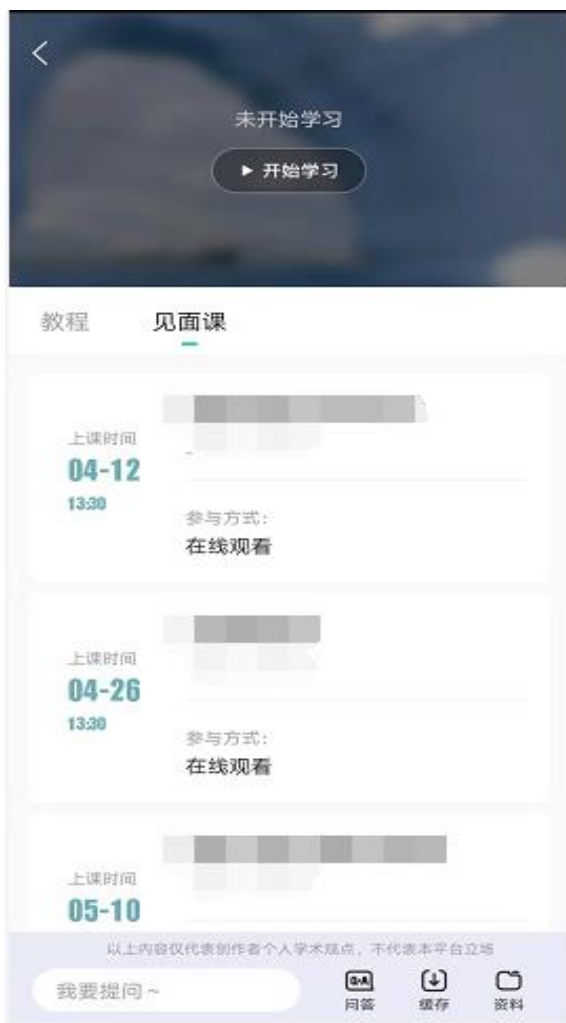 未开始学习
开始学习
教程 见面课
上课时间
04-12
13:30
参与方式:
在线观看
上课时间
04-26
13:30
参与方式:
在线观看
上课时间
05-10
以上内容仅代表创作者个人学术观点，不代表本平台立场
我要提问~
Q&A
问答 缓存 资料